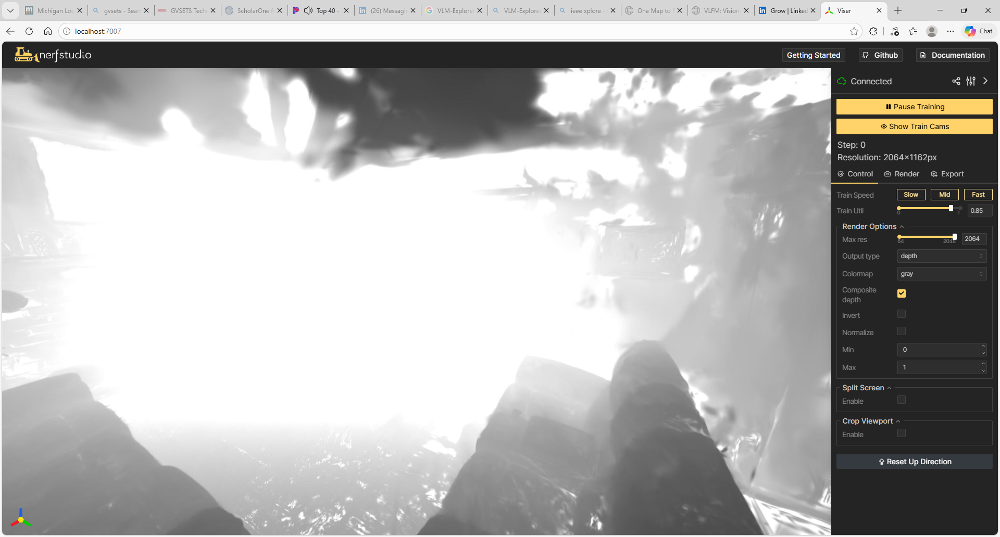 Michigan Loc
gvsets - Sear
GVSETS Tech
ScholarOne f
Top 40 -
(26) Messagi
VLM-Explore
VLM-Explore
ieee xplore -
One Map to
VLFM: Vision
Grow | Linked
Viser
localhost:7007
Chat
nerfstudio
Getting Started
Github
Documentation
Connected
Pause Training
Show Train Cams
Step: 0
Resolution: 2064×1162px
Control Render Export
Train Speed Slow Mid Fast
Train Util 0 1 0.85
Render Options
Max res 64 2048 2064
Output type depth
Colormap gray
Composite
depth
Invert
Normalize
Min 0
Max 1
Split Screen
Enable
Crop Viewport
Enable
Reset Up Direction